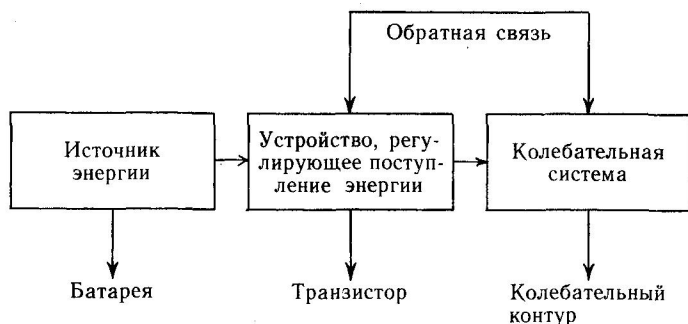 Обратная связь
Источник
энергии
Устройство, регу-
лирующее поступ-
ление энергии
Колебательная
система
Батарея
Транзистор
Колебательный
контур